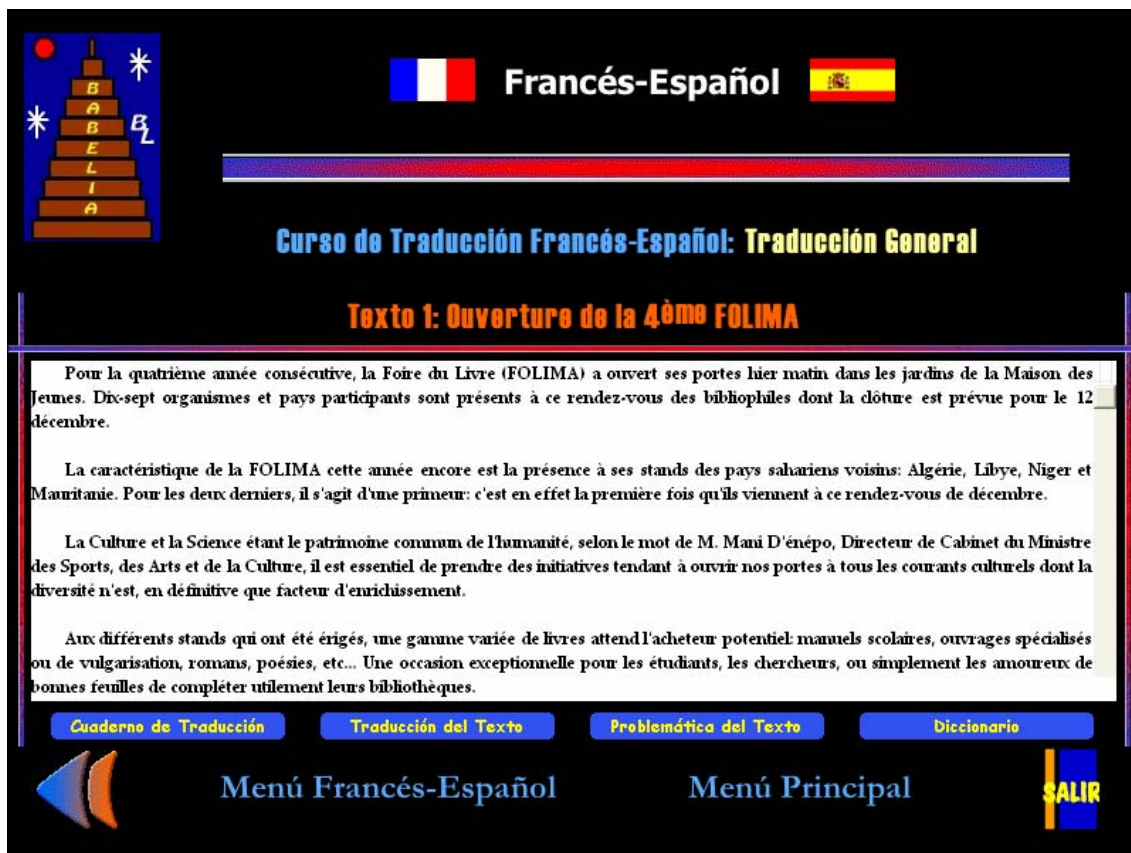 BABELIA
BL
Francés-Español
Curso de Traducción Francés-Español: Traducción General
Texto 1: Ouverture de la 4ème FOLIMA
Pour la quatrième année consécutive, la Foire du Livre (FOLIMA) a ouvert ses portes hier matin dans les jardins de la Maison des
Jeunes. Dix-sept organismes et pays participants sont présents à ce rendez-vous des bibliophiles dont la clôture est prévue pour le 12
décembre.
La caractéristique de la FOLIMA cette année encore est la présence à ses stands des pays sahariens voisins: Algérie, Libye, Niger et
Mauritanie. Pour les deux derniers, il s'agit d'une primeur: c'est en effet la première fois qu'ils viennent à ce rendez-vous de décembre.
La Culture et la Science étant le patrimoine commun de l'humanité, selon le mot de M. Mani D'énépo, Directeur de Cabinet du Ministre
des Sports, des Arts et de la Culture, il est essentiel de prendre des initiatives tendant à ouvrir nos portes à tous les courants culturels dont la
diversité n'est, en définitive que facteur d'enrichissement.
Aux différents stands qui ont été érigés, une gamme variée de livres attend l'acheteur potentiel: manuels scolaires, ouvrages spécialisés
ou de vulgarisation, romans, poésies, etc... Une occasion exceptionnelle pour les étudiants, les chercheurs, ou simplement les amoureux de
bonnes feuilles de compléter utilement leurs bibliothèques.
Cuaderno de Traducción Traducción del Texto Problemática del Texto Diccionario
Menú Francés-Español Menú Principal SALIR